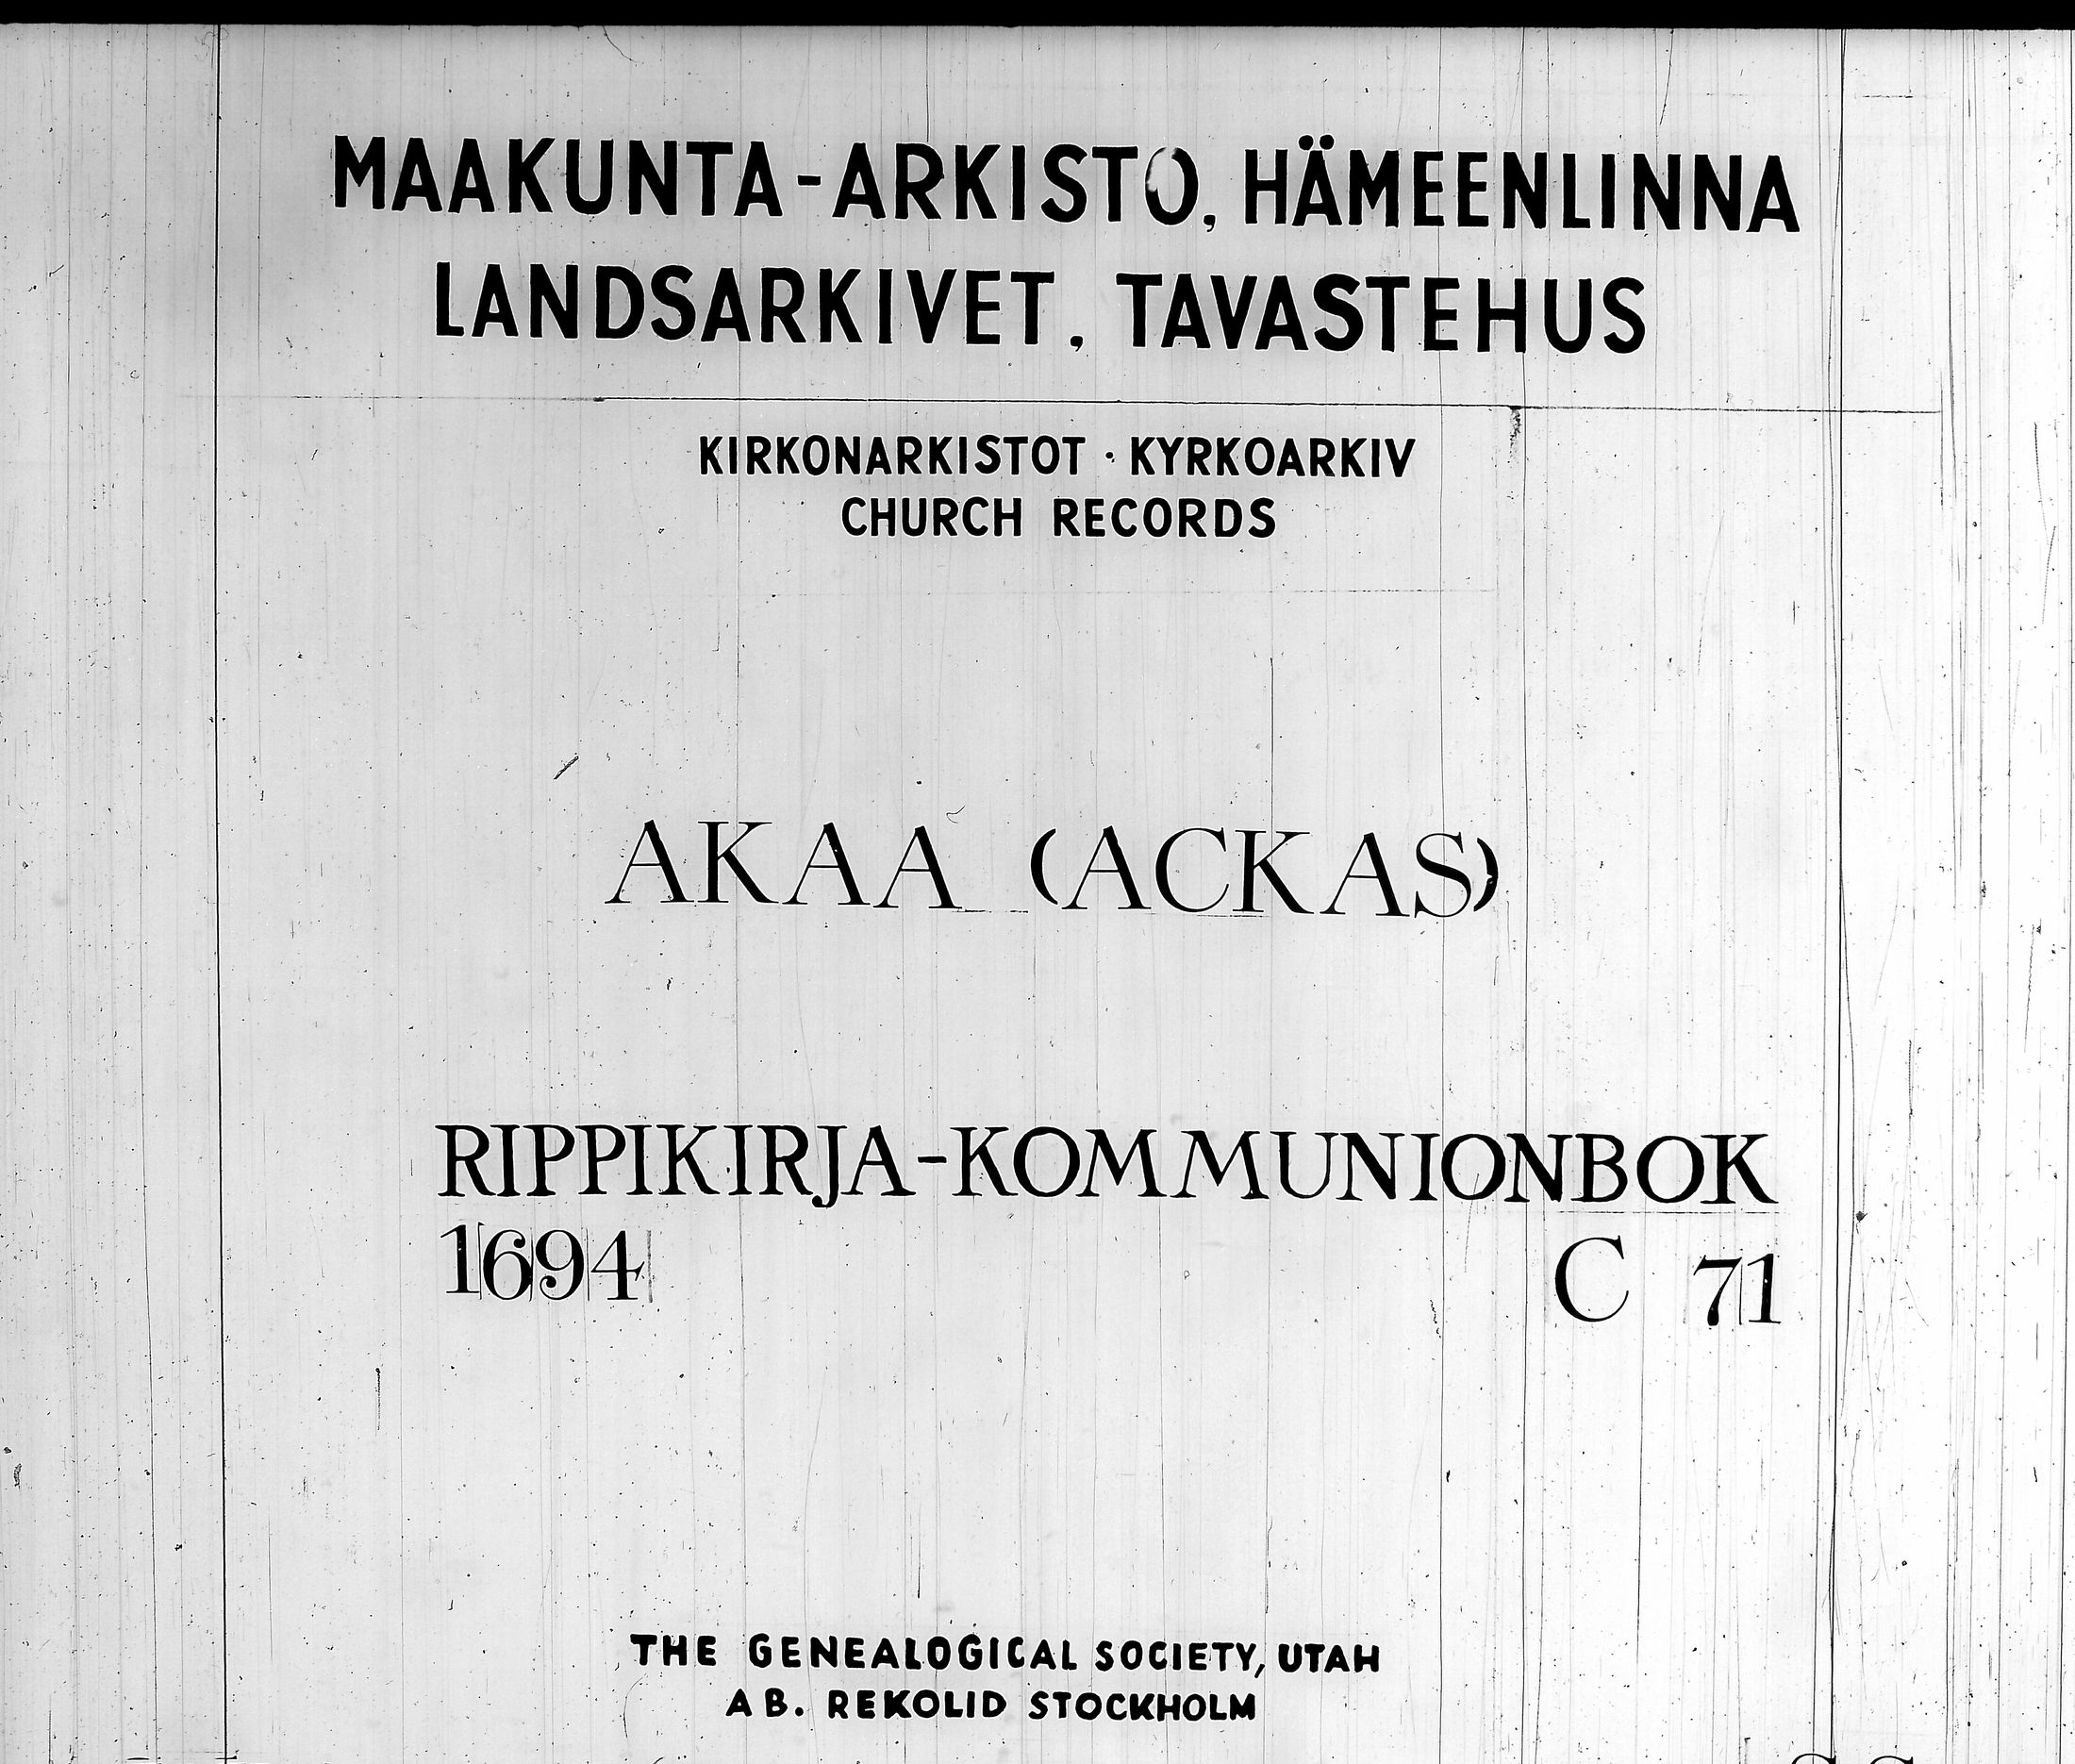 MAAKUNTA-ARKISTO, HÄMEENLINNA
LANDSARKIVET, TAVASTEHUS
KIRKONARKISTOT · KYRKOARKIV
CHURCH RECORDS
AKAA (ACKAS)
RIPPIKIRJA-KOMMUNIONBOK
1694 C 71
THE GENEALOGICAL SOCIETY, UTAH
AB. REKOLID STOCKHOLM